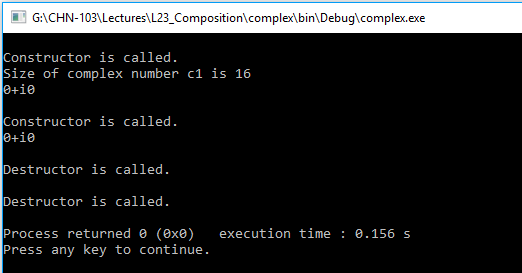 G:\CHN-103\Lectures\L23_Composition\complex\bin\Debug\complex.exe
Constructor is called.
Size of complex number c1 is 16
0+i0
Constructor is called.
0+i0
Destructor is called.
Destructor is called.
Process returned 0 (0x0)   execution time : 0.156 s
Press any key to continue.